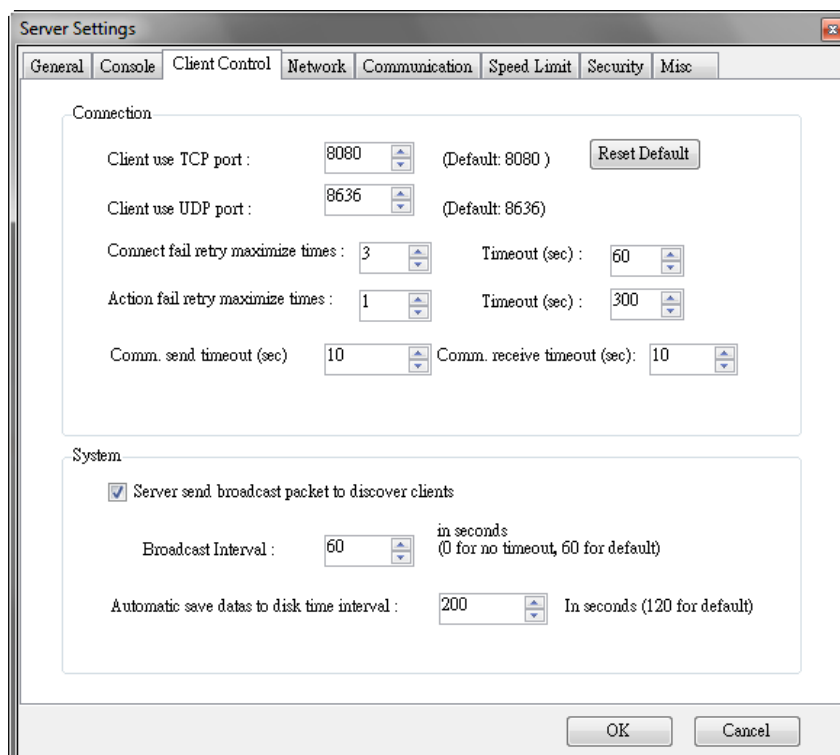 Server Settings
General Console Client Control Network Communication Speed Limit Security Misc
Connection
Client use TCP port : 8080 (Default: 8080 ) Reset Default
Client use UDP port : 8636 (Default: 8636)
Connect fail retry maximize times : 3 Timeout (sec) : 60
Action fail retry maximize times : 1 Timeout (sec) : 300
Comm. send timeout (sec) 10 Comm. receive timeout (sec): 10
System
Server send broadcast packet to discover clients
in seconds
Broadcast Interval : 60 (0 for no timeout, 60 for default)
Automatic save datas to disk time interval : 200 In seconds (120 for default)
OK Cancel